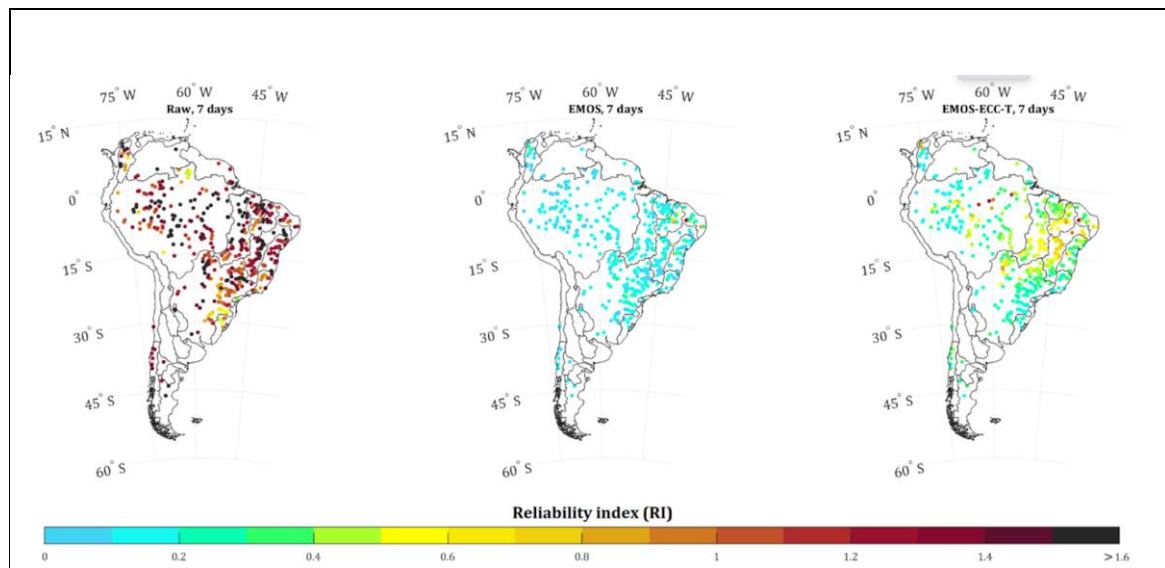 75° W 60° W 45° W
Raw, 7 days
15° N
0°
15° S
30° S
45° S
60° S
75° W 60° W 45° W
EMOS, 7 days
15° N
0°
15° S
30° S
45° S
60° S
75° W 60° W 45° W
EMOS-ECC-T, 7 days
15° N
0°
15° S
30° S
45° S
60° S
Reliability index (RI)
0 0.2 0.4 0.6 0.8 1 1.2 1.4 >1.6